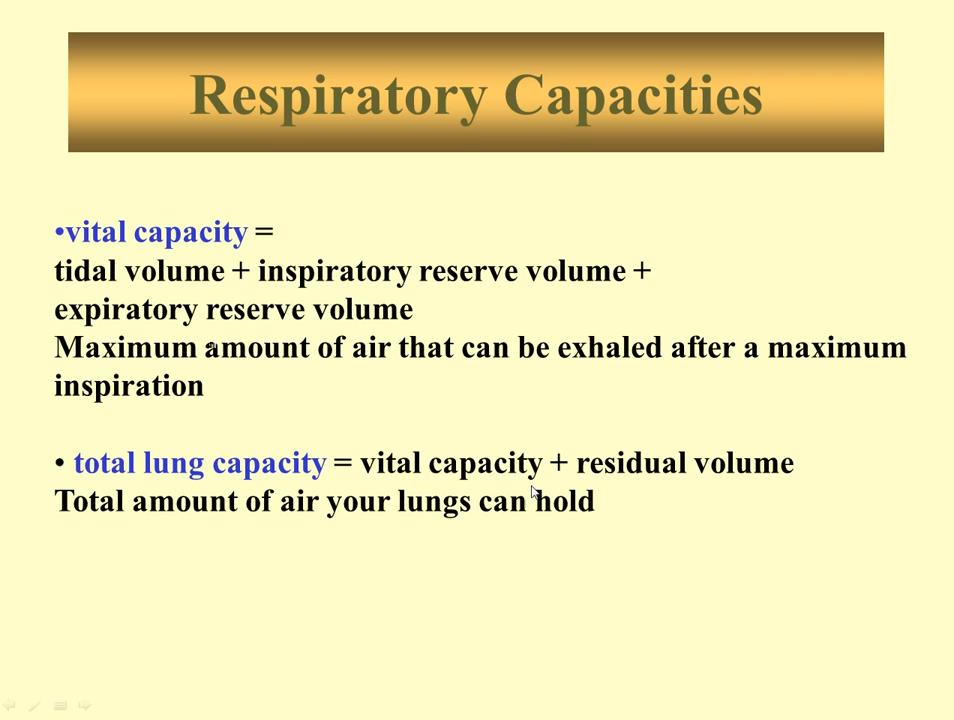 Respiratory Capacities
•vital capacity =
tidal volume + inspiratory reserve volume +
expiratory reserve volume
Maximum amount of air that can be exhaled after a maximum
inspiration
• total lung capacity = vital capacity + residual volume
Total amount of air your lungs can hold